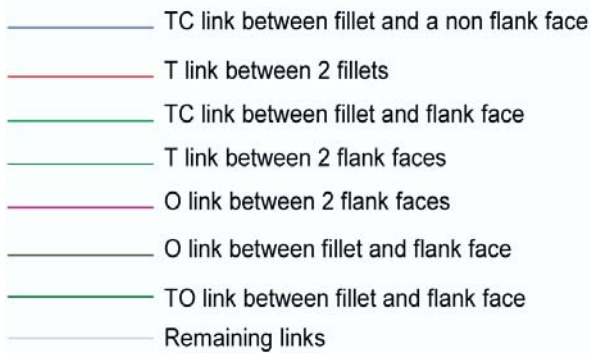 TC link between fillet and a non flank face
T link between 2 fillets
TC link between fillet and flank face
T link between 2 flank faces
O link between 2 flank faces
O link between fillet and flank face
TO link between fillet and flank face
Remaining links